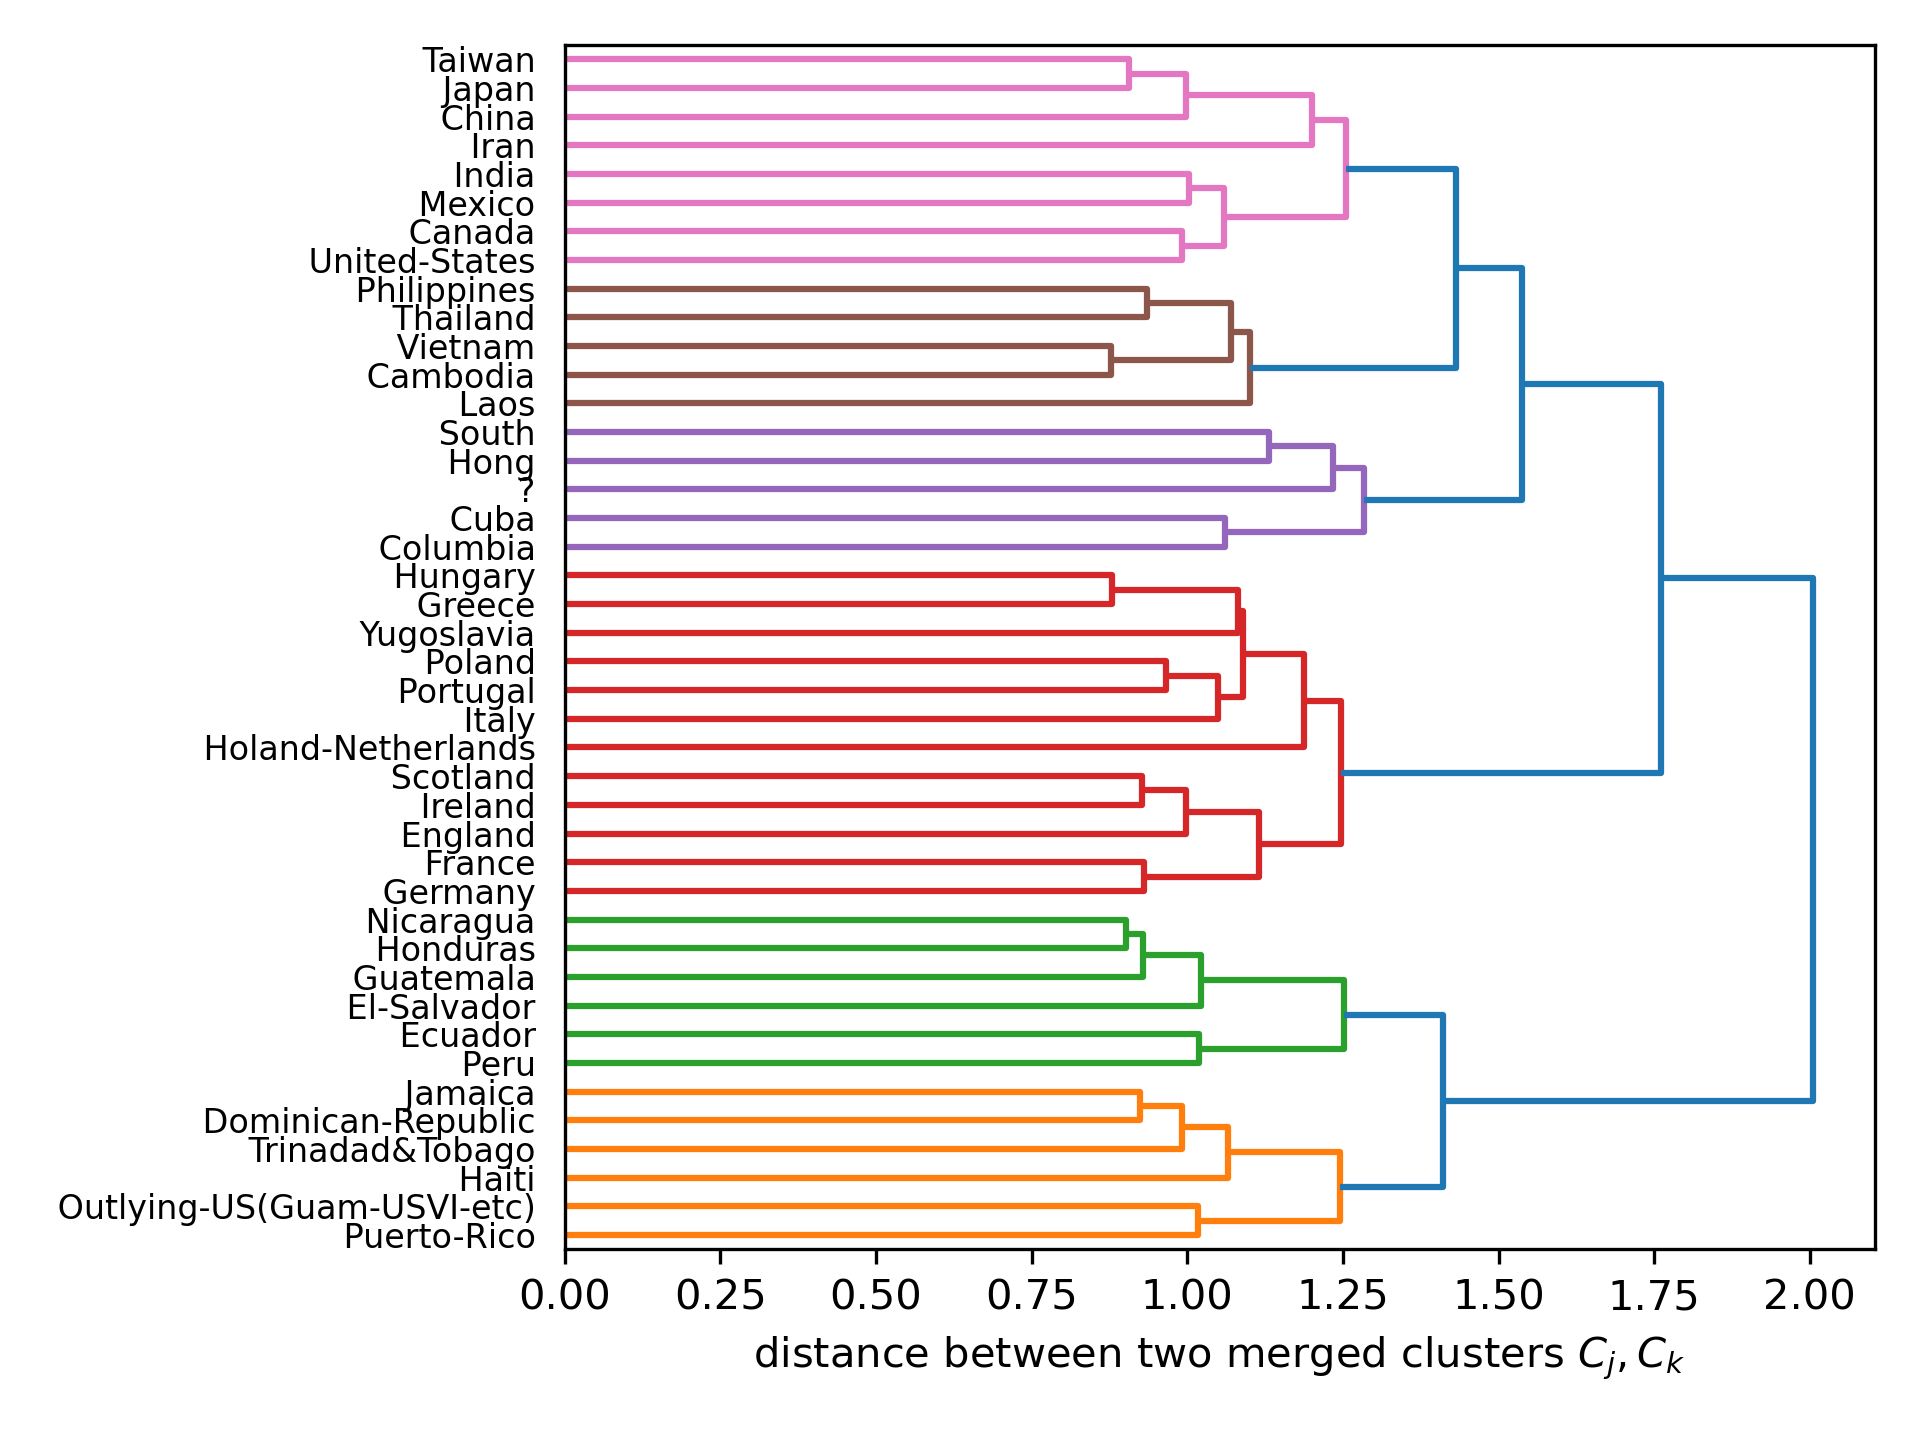 Taiwan
Japan
China
Iran
India
Mexico
Canada
United-States
Philippines
Thailand
Vietnam
Cambodia
Laos
South
Hong
?
Cuba
Columbia
Hungary
Greece
Yugoslavia
Poland
Portugal
Italy
Holand-Netherlands
Scotland
Ireland
England
France
Germany
Nicaragua
Honduras
Guatemala
El-Salvador
Ecuador
Peru
Jamaica
Dominican-Republic
Trinadad&Tobago
Haiti
Outlying-US(Guam-USVI-etc)
Puerto-Rico
0.00 0.25 0.50 0.75 1.00 1.25 1.50 1.75 2.00
distance between two merged clusters $C_j, C_k$